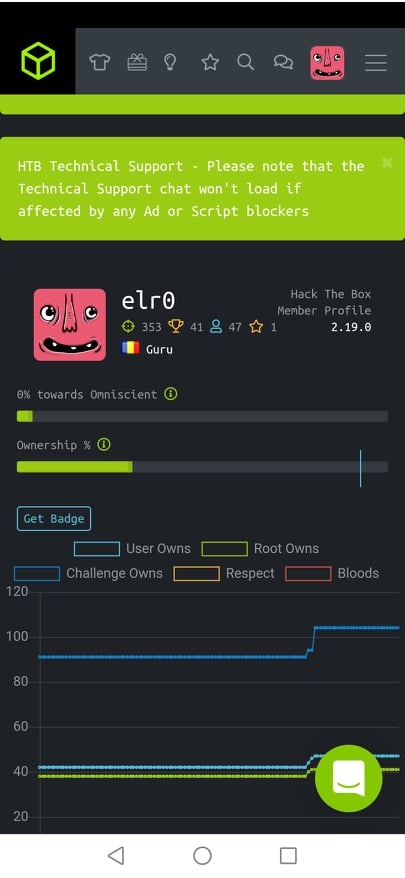 HTB Technical Support - Please note that the
Technical Support chat won't load if
affected by any Ad or Script blockers
×
elr0
353 41 47 1
Guru
Hack The Box
Member Profile
2.19.0
0% towards Omniscient
Ownership %
Get Badge
User Owns Root Owns
Challenge Owns Respect Bloods
120
100
80
60
40
20